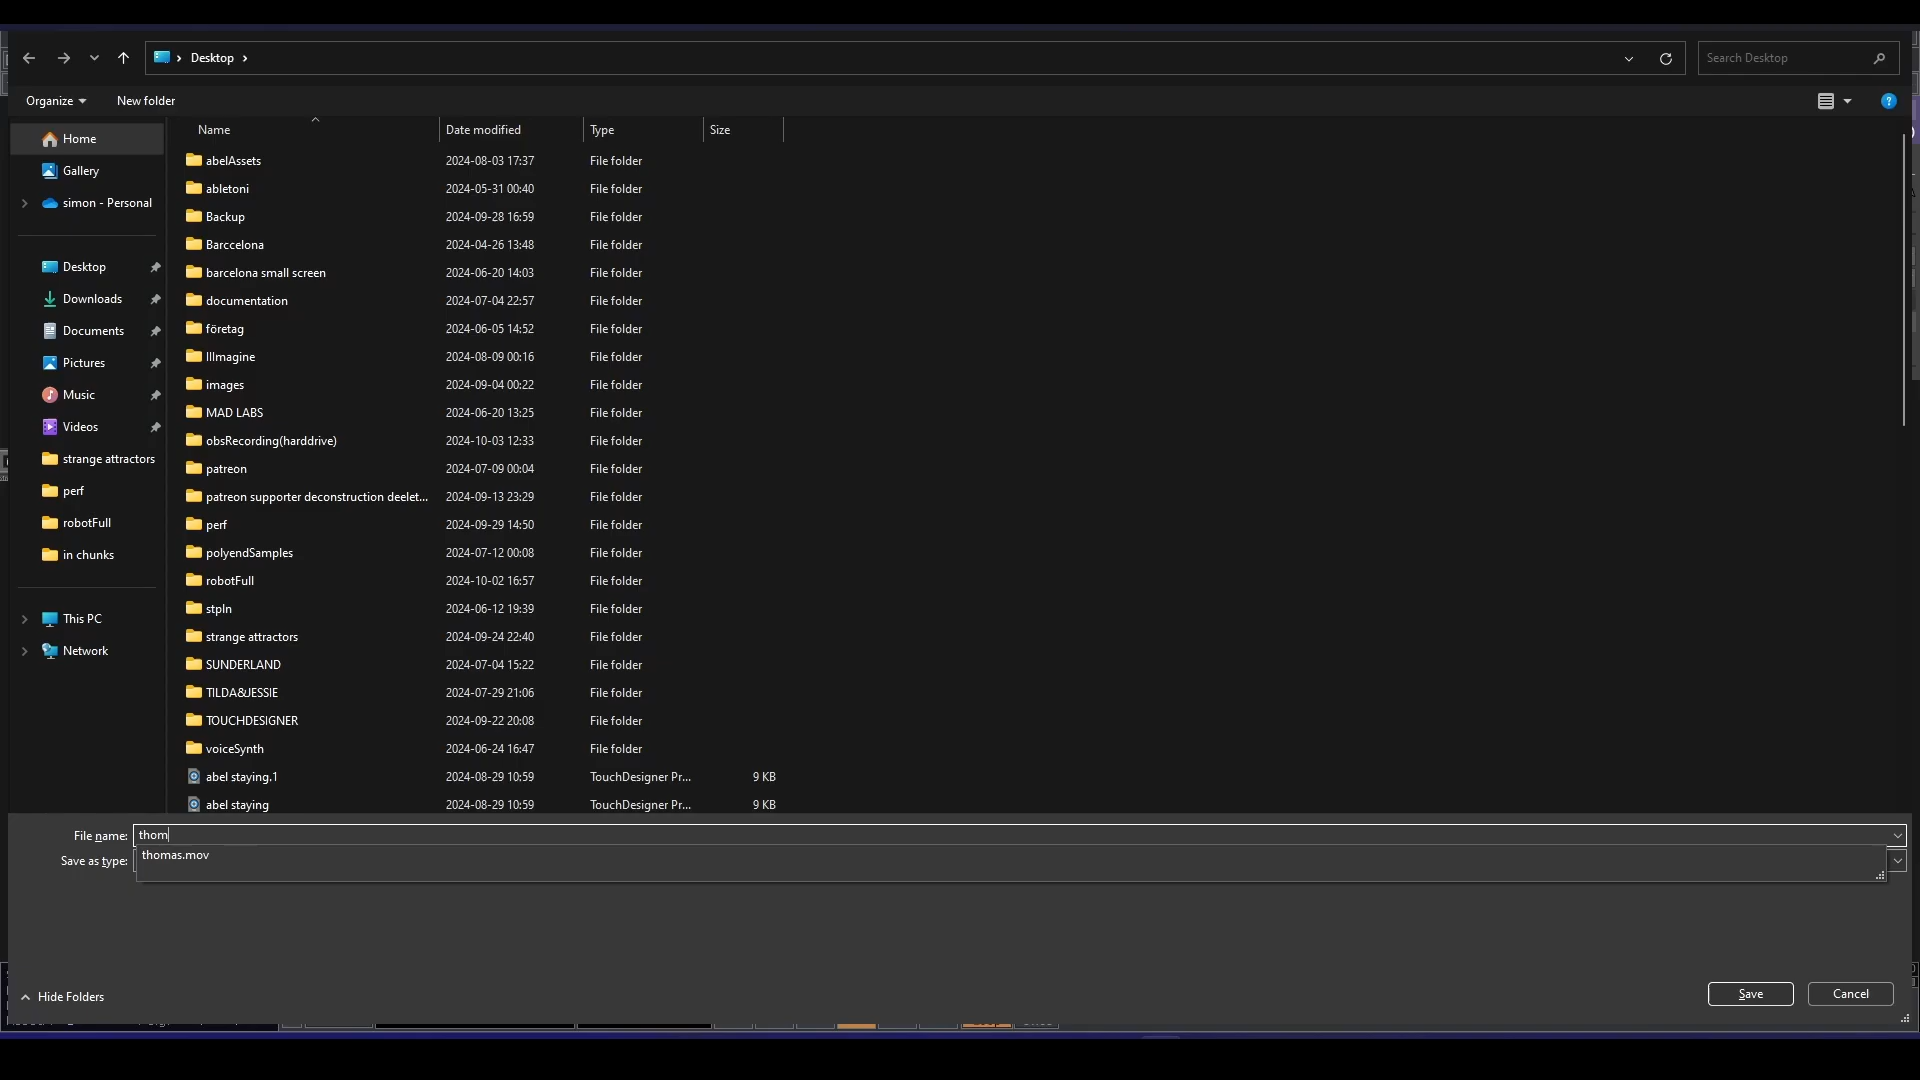 Desktop
Search Desktop
Organize
New folder
Name
Date modified
Type
Size
Home
Gallery
simon - Personal
Desktop
Downloads
Documents
Pictures
Music
Videos
strange attractors
perf
robotFull
in chunks
This PC
Network
abelAssets 2024-08-03 17:37 File folder
abletoni 2024-05-31 00:40 File folder
Backup 2024-09-28 16:59 File folder
Barccelona 2024-04-26 13:48 File folder
barcelona small screen 2024-06-20 14:03 File folder
documentation 2024-07-04 22:57 File folder
företag 2024-06-05 14:52 File folder
IIImagine 2024-08-09 00:16 File folder
images 2024-09-04 00:22 File folder
MAD LABS 2024-06-20 13:25 File folder
obsRecording(harddrive) 2024-10-03 12:33 File folder
patreon 2024-07-09 00:04 File folder
patreon supporter deconstruction deelet... 2024-09-13 23:29 File folder
perf 2024-09-29 14:50 File folder
polyendSamples 2024-07-12 00:08 File folder
robotFull 2024-10-02 16:57 File folder
stpln 2024-06-12 19:39 File folder
strange attractors 2024-09-24 22:40 File folder
SUNDERLAND 2024-07-04 15:22 File folder
TILDA&JESSIE 2024-07-29 21:06 File folder
TOUCHDESIGNER 2024-09-22 20:08 File folder
voiceSynth 2024-06-24 16:47 File folder
abel staying.1 2024-08-29 10:59 TouchDesigner Pr... 9 KB
abel staying 2024-08-29 10:59 TouchDesigner Pr... 9 KB
File name: thom
thomas.mov
Save as type:
Hide Folders
Save
Cancel